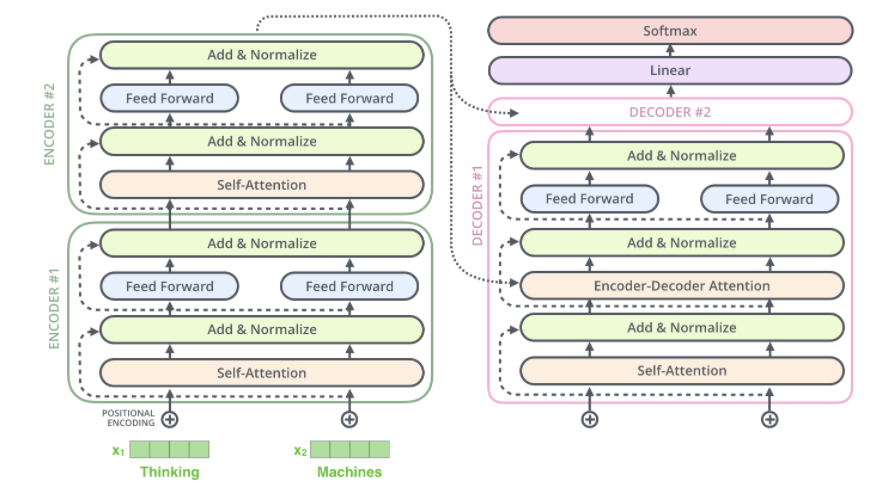 ENCODER #2
Add & Normalize
Feed Forward
Feed Forward
Add & Normalize
Self-Attention
ENCODER #1
Add & Normalize
Feed Forward
Feed Forward
Add & Normalize
Self-Attention
POSITIONAL
ENCODING
x1
x2
Thinking
Machines
Softmax
Linear
DECODER #2
DECODER #1
Add & Normalize
Feed Forward
Feed Forward
Add & Normalize
Encoder-Decoder Attention
Add & Normalize
Self-Attention